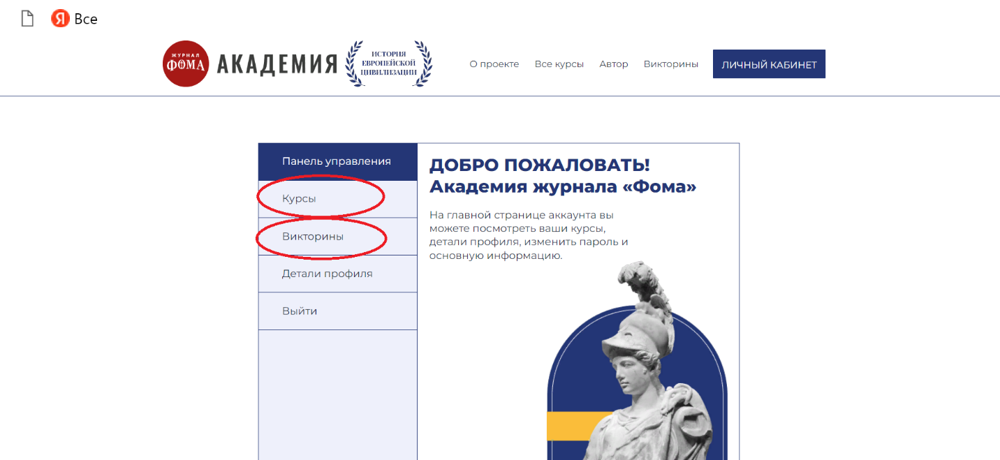 Я Все
ЖУРНАЛ
ФОМА
АКАДЕМИЯ
ИСТОРИЯ
ЕВРОПЕЙСКОЙ
ЦИВИЛИЗАЦИИ
О проекте Все курсы Автор Викторины ЛИЧНЫЙ КАБИНЕТ
Панель управления
Курсы
Викторины
Детали профиля
Выйти
ДОБРО ПОЖАЛОВАТЬ!
Академия журнала «Фома»
На главной странице аккаунта вы
можете посмотреть ваши курсы,
детали профиля, изменить пароль и
основную информацию.